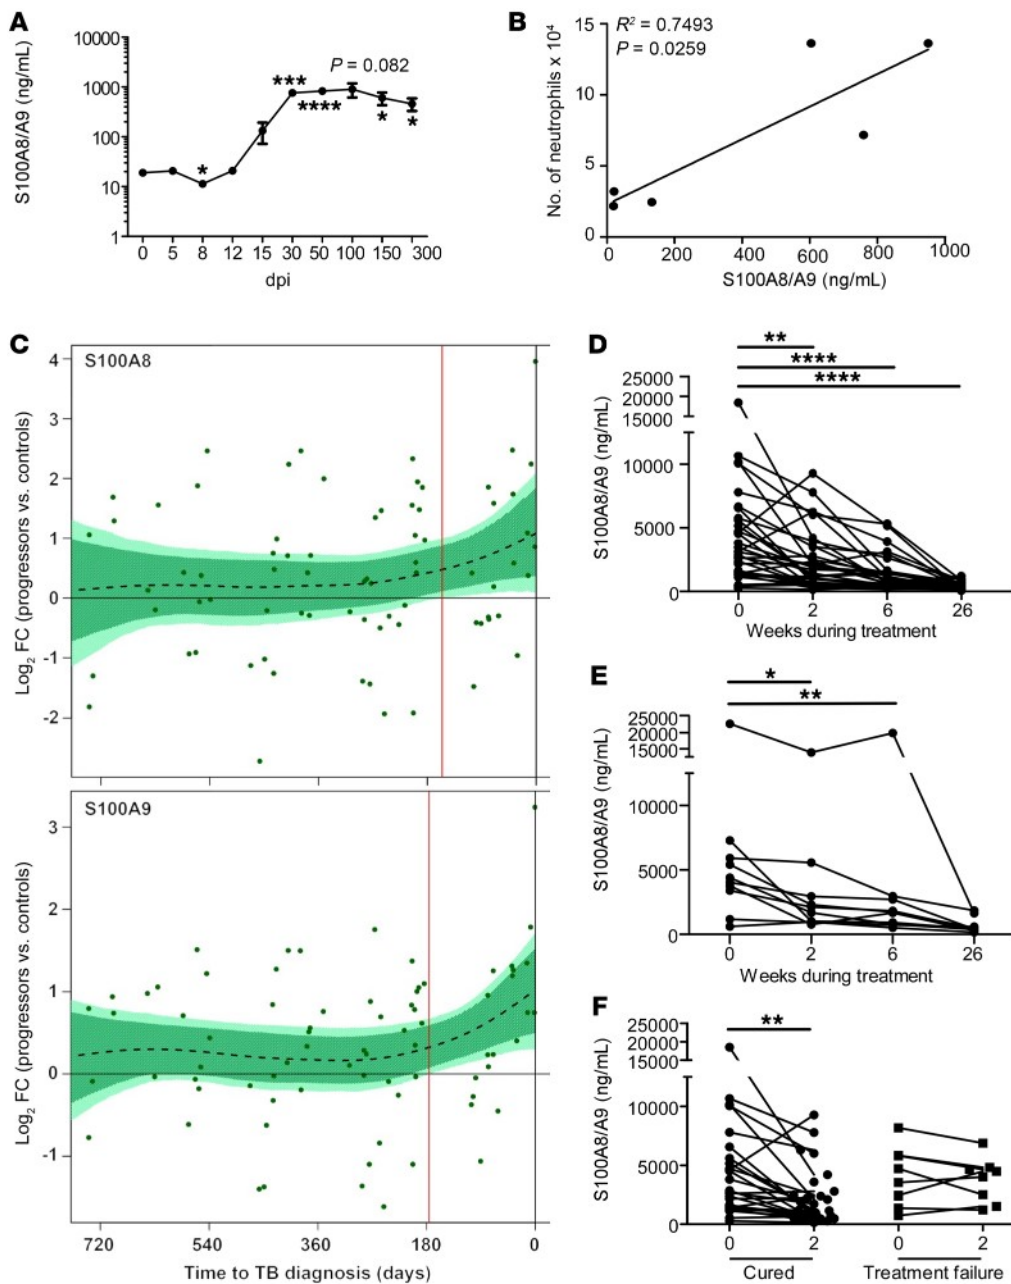 A
S100A8/A9 (ng/mL)
10000
1000
100
10
1
***
P = 0.082
****
*
*
*
0 5 8 12 15 30 50 100 150 300
dpi
B
R² = 0.7493
P = 0.0259
No. of neutrophils x 10⁴
15
10
5
0
0 200 400 600 800 1000
S100A8/A9 (ng/mL)
C
S100A8
Log₂ FC (progressors vs. controls)
4
3
2
1
0
-1
-2
S100A9
Log₂ FC (progressors vs. controls)
3
2
1
0
-1
720 540 360 180 0
Time to TB diagnosis (days)
D
**
****
****
S100A8/A9 (ng/mL)
25000
20000
15000
10000
5000
0
0 2 6 26
Weeks during treatment
E
*
**
S100A8/A9 (ng/mL)
25000
20000
15000
10000
5000
0
0 2 6 26
Weeks during treatment
F
**
S100A8/A9 (ng/mL)
25000
20000
15000
10000
5000
0
0 2 0 2
Cured Treatment failure